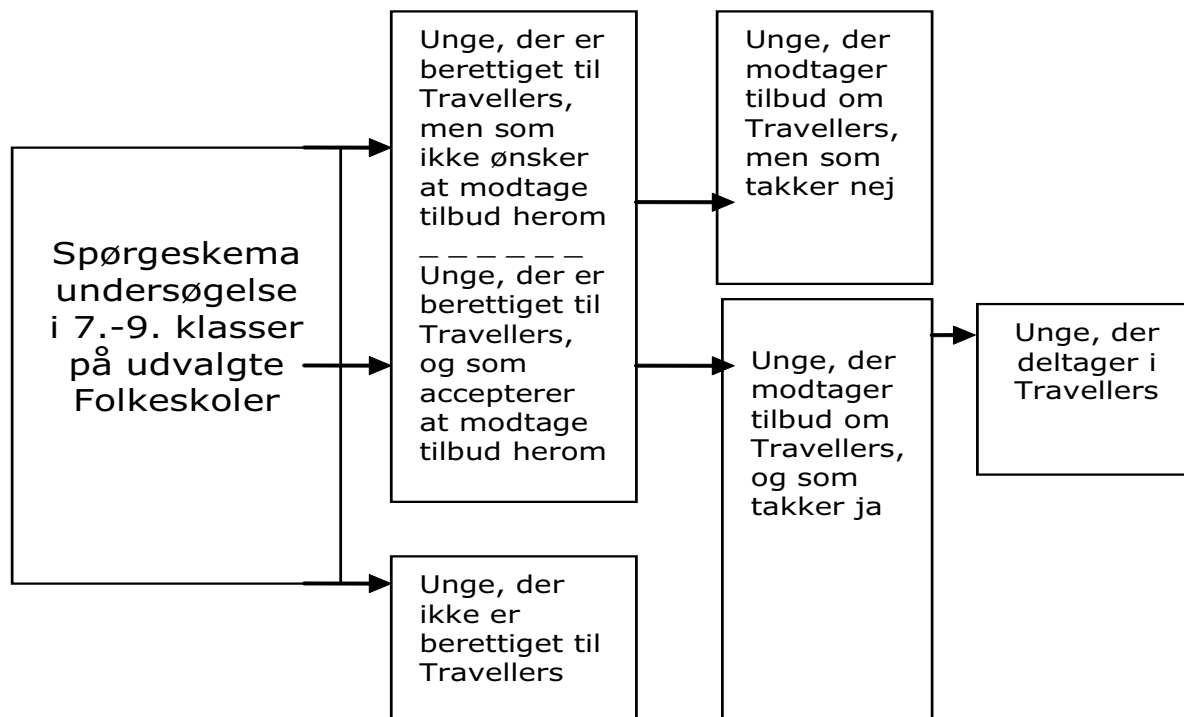 Spørgeskema
undersøgelse
i 7.-9. klasser
på udvalgte
Folkeskoler
Unge, der er
berettiget til
Travellers,
men som
ikke ønsker
at modtage
tilbud herom
_ _ _ _ _ _
Unge, der er
berettiget til
Travellers,
og som
accepterer
at modtage
tilbud herom
Unge, der
ikke er
berettiget til
Travellers
Unge, der
modtager
tilbud om
Travellers,
men som
takker nej
Unge, der
modtager
tilbud om
Travellers,
og som
takker ja
Unge, der
deltager i
Travellers